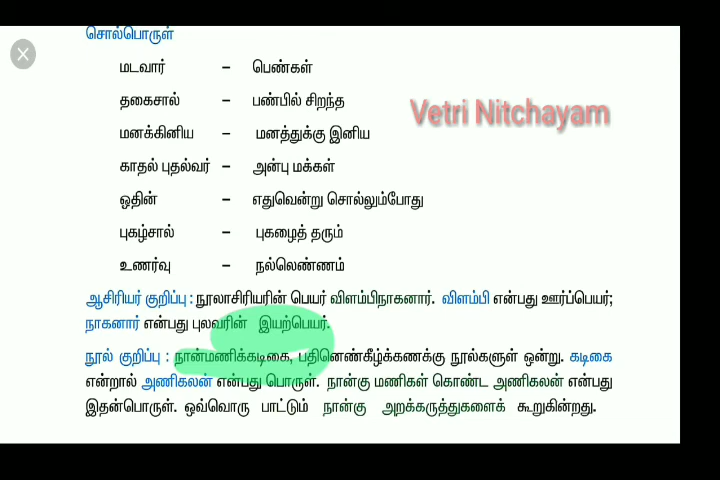 சொல்பொருள்
மடவார் – பெண்கள்
தகைசால் – பண்பில் சிறந்த
Vetri Nitchayam
மனக்கினிய – மனத்துக்கு இனிய
காதல் புதல்வர் – அன்பு மக்கள்
ஒதின் – எதுவென்று சொல்லும்போது
புகழ்சால் – புகழைத் தரும்
உணர்வு – நல்லெண்ணம்
ஆசிரியர் குறிப்பு : நூலாசிரியரின் பெயர் விளம்பிநாகனார். விளம்பி என்பது ஊர்ப்பெயர்;
நாகனார் என்பது புலவரின் இயற்பெயர்.
நூல் குறிப்பு : நான்மணிக்கடிகை, பதினெண்கீழ்க்கணக்கு நூல்களுள் ஒன்று. கடிகை
என்றால் அணிகலன் என்பது பொருள். நான்கு மணிகள் கொண்ட அணிகலன் என்பது
இதன்பொருள். ஒவ்வொரு பாட்டும் நான்கு அறக்கருத்துகளைக் கூறுகின்றது.